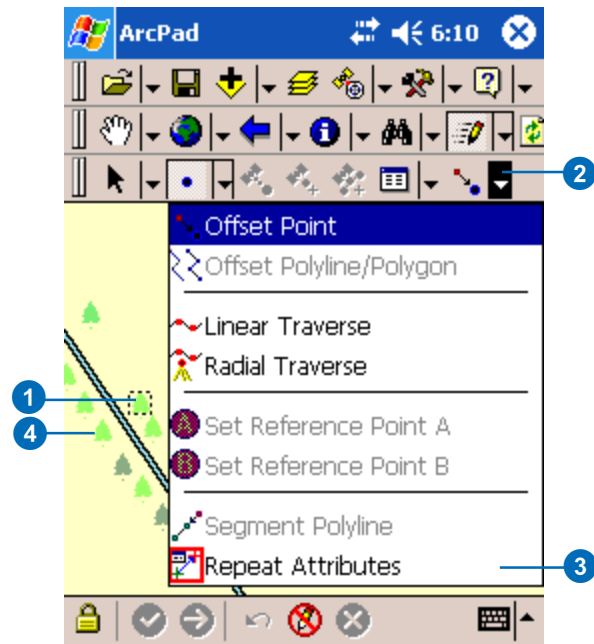 ArcPad 6:10
2
Offset Point
Offset Polyline/Polygon
Linear Traverse
Radial Traverse
1
4
A Set Reference Point A
B Set Reference Point B
Segment Polyline
Repeat Attributes
3